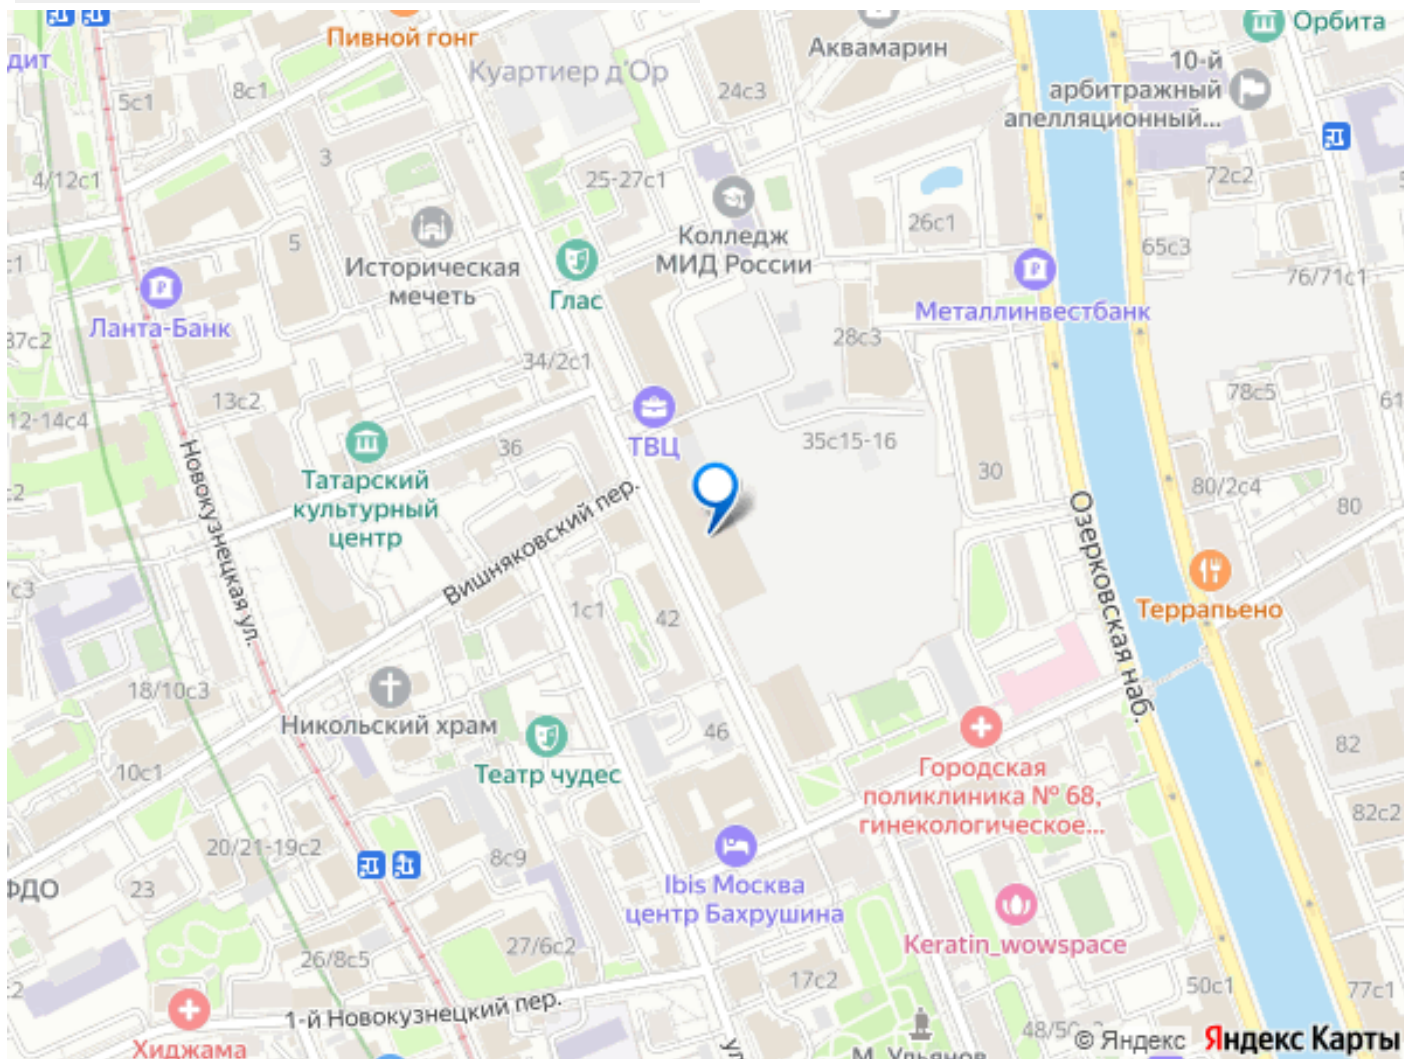 Пивной гонг
Куартиер д'Ор
Аквамарин
Орбита
дит
5с1
8с1
24с3
10-й
арбитражный
апелляционный...
3
4/12с1
25-27с1
72с2
Колледж
МИД России
26с1
65с3
5
Историческая
мечеть
Глас
76/71с1
Ланта-Банк
Металлинвестбанк
37с2
34/2с1
28с3
13с2
78с5
61
12-14с4
ТВЦ
36
35с15-16
30
Татарский
культурный
центр
80/2с4
80
Новокузнецкая ул.
Вишняковский пер.
Озерковская наб.
1с1
42
Террапьено
18/10с3
Никольский храм
46
Театр чудес
82
10с1
Городская
поликлиника № 68,
гинекологическое...
82с2
20/21-19с2
8с9
ФДО
23
Ibis Москва
центр Бахрушина
Keratin_wowspace
27/6с2
26/8с5
17с2
50с1
77с1
1-й Новокузнецкий пер.
Хиджама
ул
М. Ульянов
© Яндекс Яндекс Карты